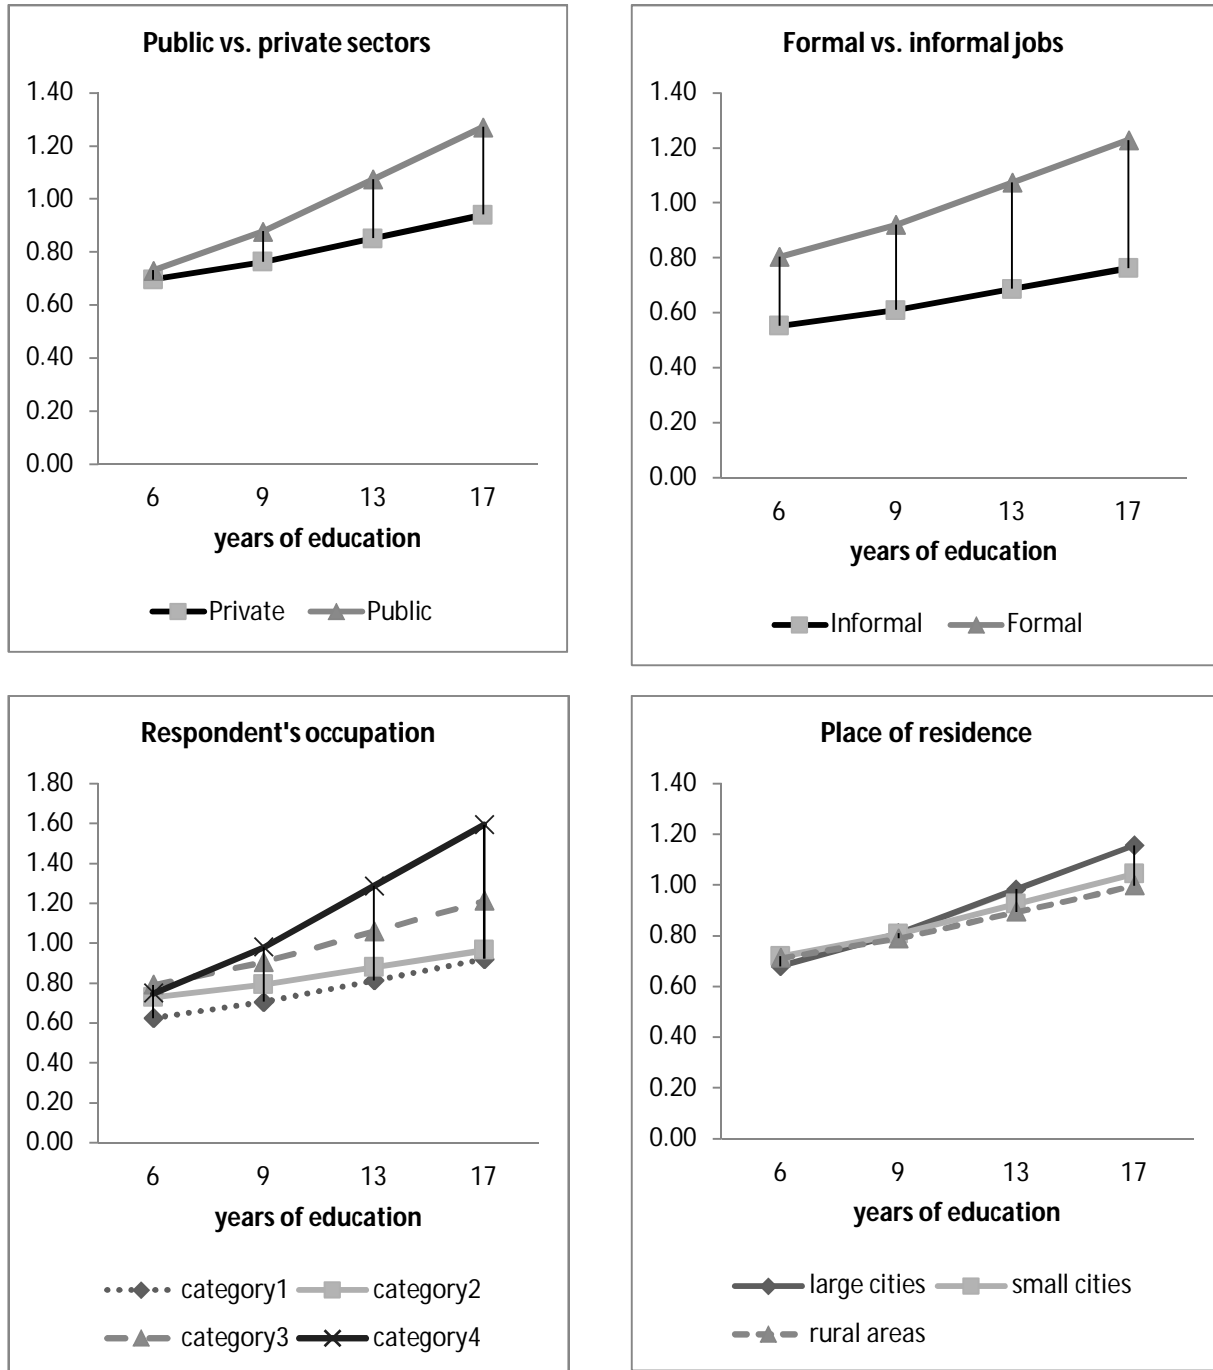 Public vs. private sectors
1.40
1.20
1.00
0.80
0.60
0.40
0.20
0.00
6 9 13 17
years of education
Private Public
Formal vs. informal jobs
1.40
1.20
1.00
0.80
0.60
0.40
0.20
0.00
6 9 13 17
years of education
Informal Formal
Respondent's occupation
1.80
1.60
1.40
1.20
1.00
0.80
0.60
0.40
0.20
0.00
6 9 13 17
years of education
category1 category2
category3 category4
Place of residence
1.40
1.20
1.00
0.80
0.60
0.40
0.20
0.00
6 9 13 17
years of education
large cities small cities
rural areas